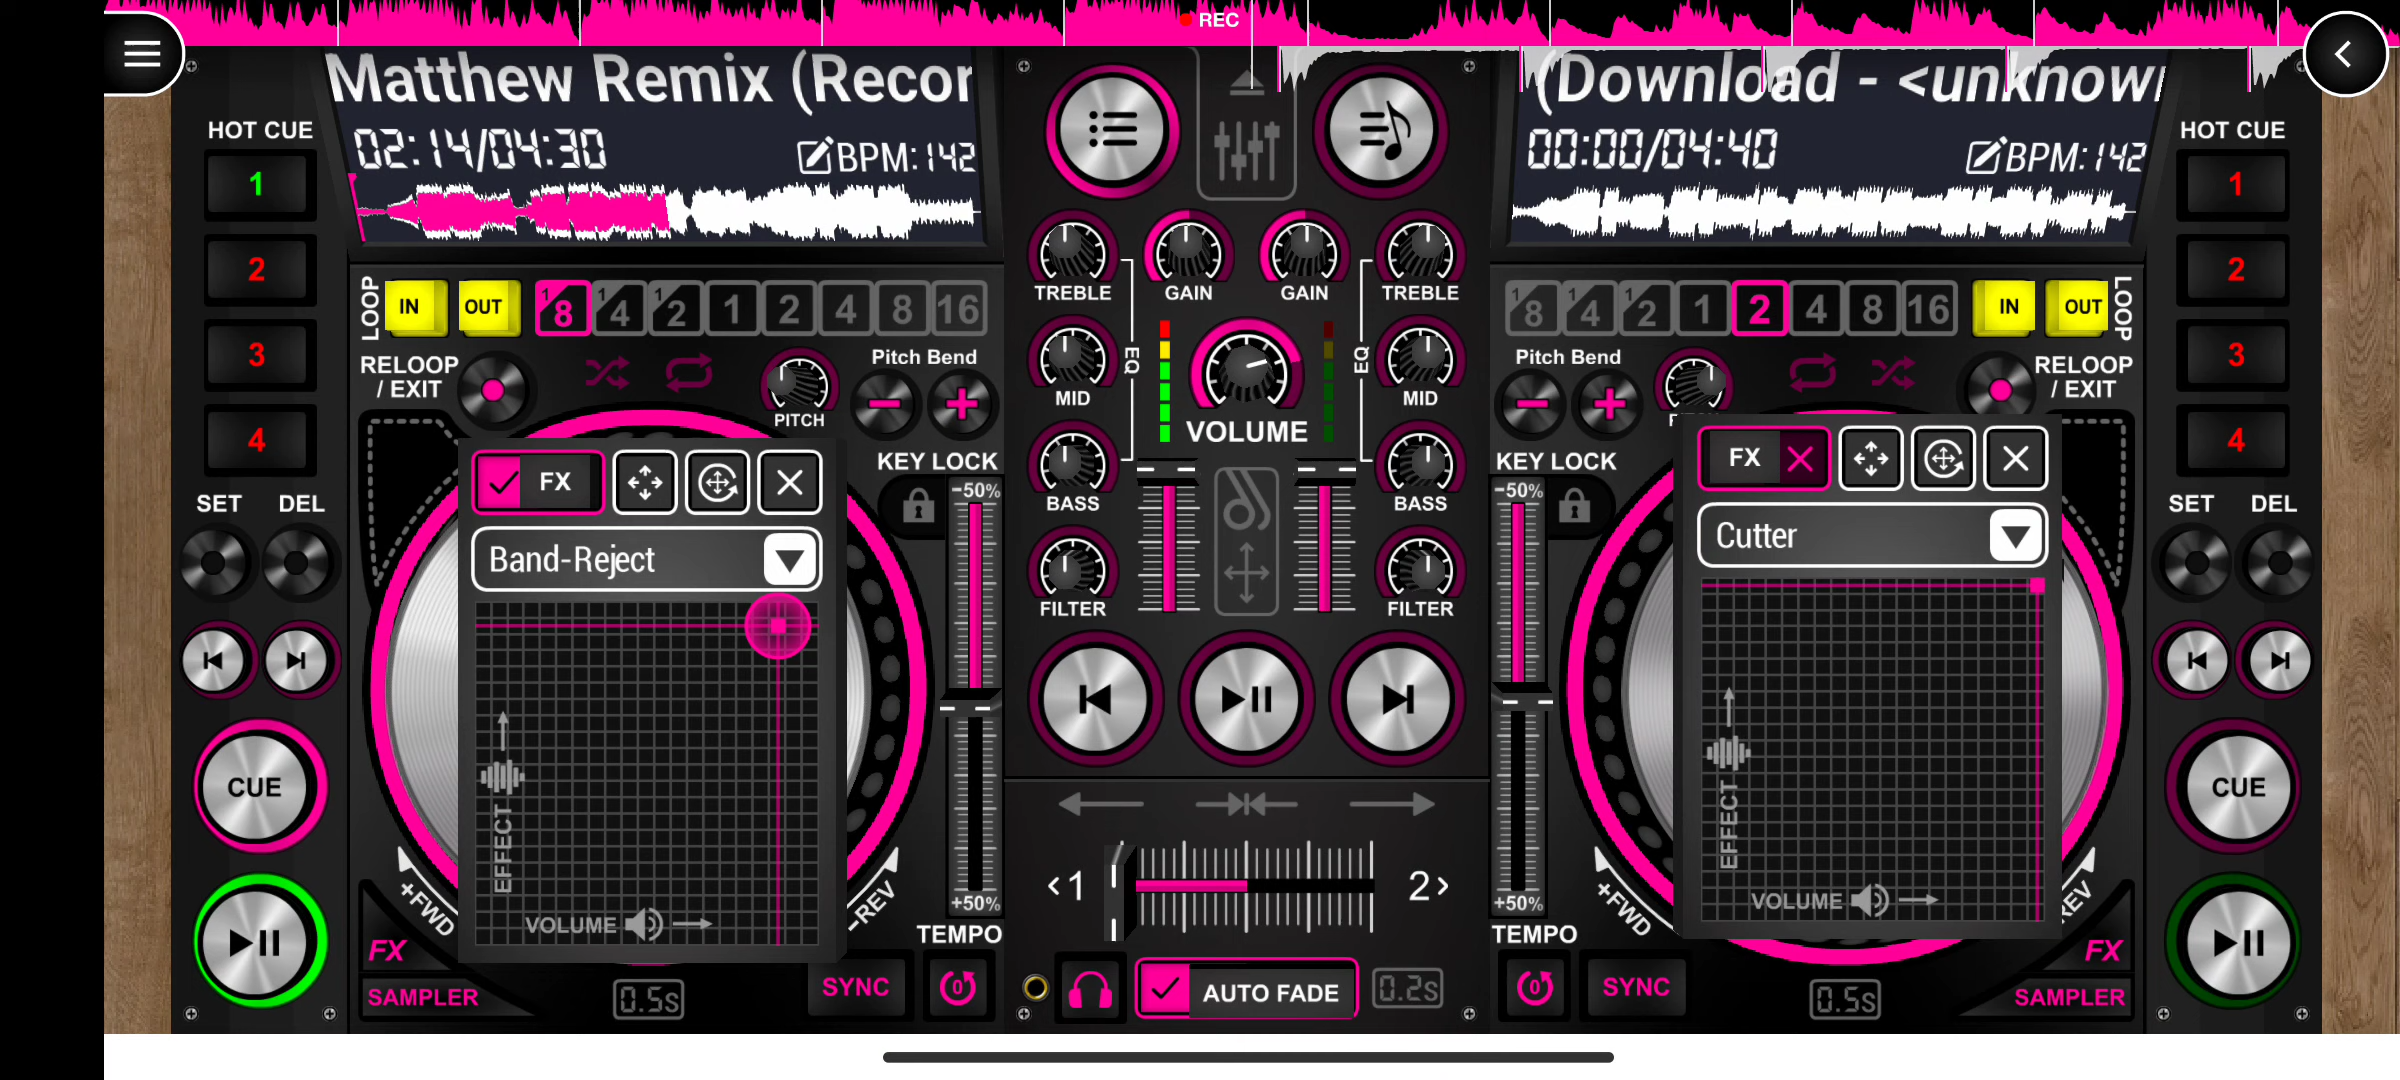 REC
Matthew Remix (Recor
02:14/04:30
BPM:142
(Download - <unknow
00:00/04:40
BPM:142
HOT CUE
1
2
3
4
SET DEL
CUE
LOOP
IN OUT 1/8 1/4 1/2 1 2 4 8 16
RELOOP
/ EXIT
PITCH
Pitch Bend
KEY LOCK
-50%
+50%
TEMPO
FX
Band-Reject
EFFECT
VOLUME
+FWD
-REV
FX
SAMPLER
0.5s
SYNC
0
TREBLE GAIN GAIN TREBLE
MID EQ EQ MID
VOLUME
BASS BASS
FILTER FILTER
<1 2>
AUTO FADE 0.2s
1/8 1/4 1/2 1 2 4 8 16 IN OUT
LOOP
Pitch Bend
RELOOP
/ EXIT
KEY LOCK
-50%
+50%
TEMPO
FX
Cutter
EFFECT
VOLUME
+FWD
REV
0
SYNC
0.5s
FX
SAMPLER
HOT CUE
1
2
3
4
SET DEL
CUE